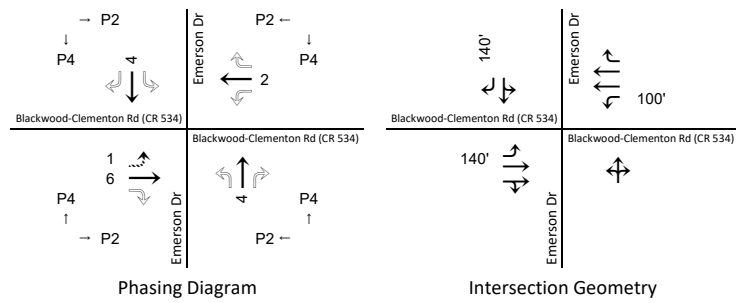 P2
P4
4
Emerson Dr
P2
P4
2
Blackwood-Clementon Rd (CR 534)
Blackwood-Clementon Rd (CR 534)
1
6
P4
P2
Emerson Dr
4
P4
P2
Phasing Diagram
140'
Emerson Dr
100'
Blackwood-Clementon Rd (CR 534)
Blackwood-Clementon Rd (CR 534)
140'
Emerson Dr
Intersection Geometry